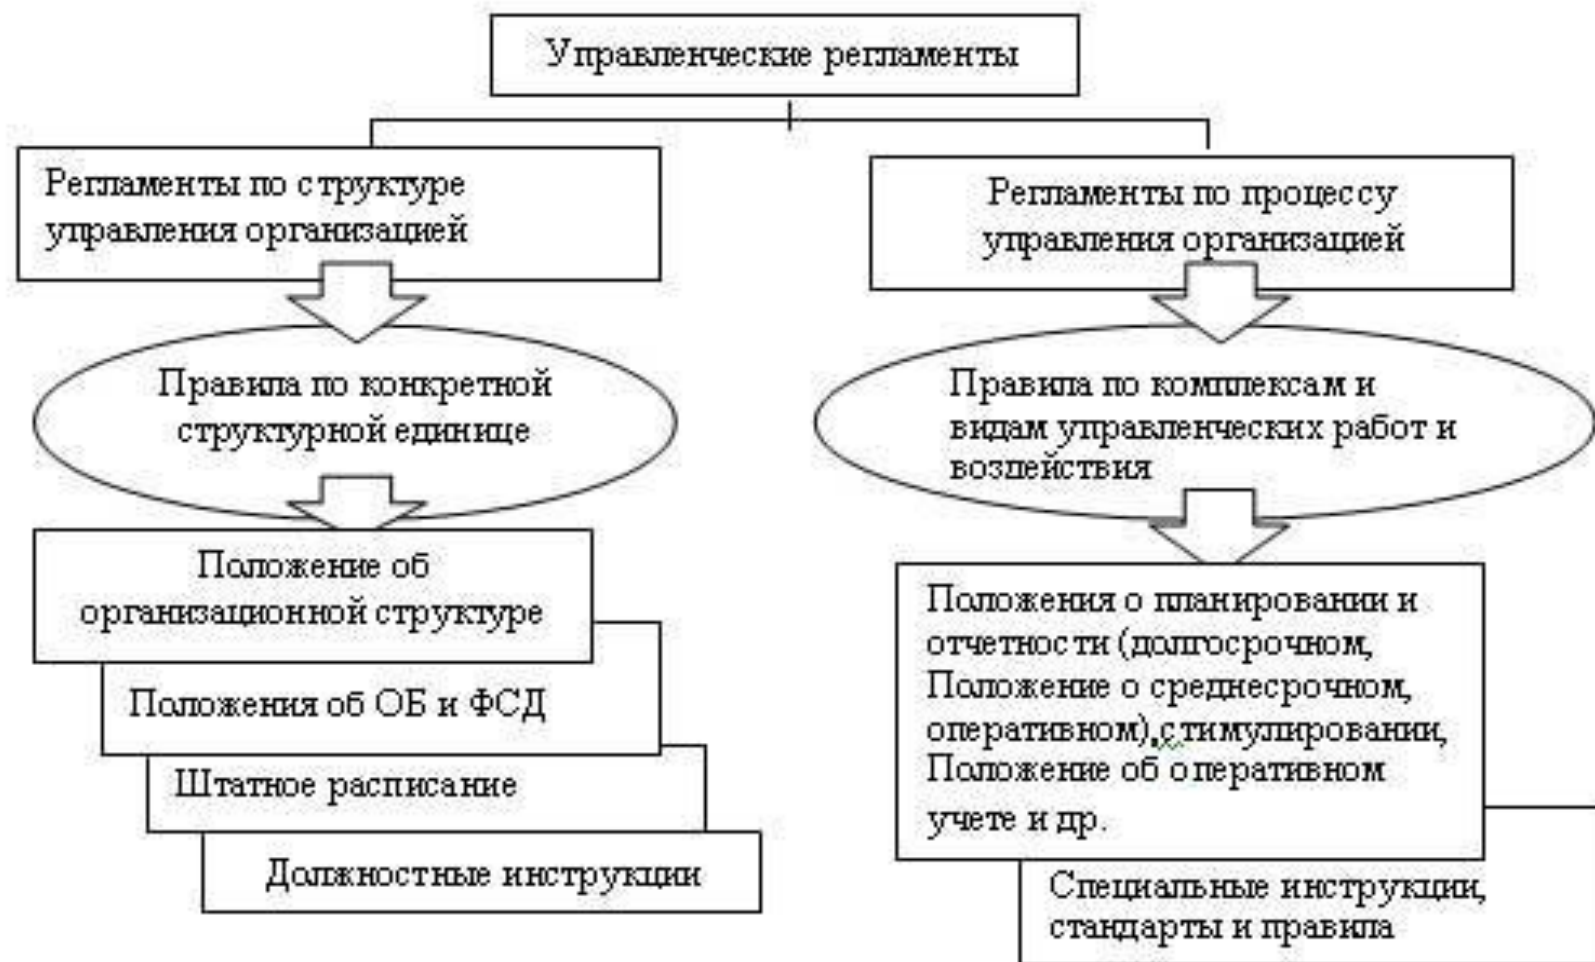 Управленческие регламенты
Регламенты по структуре
управления организацией
Правила по конкретной
структурной единице
Положение об
организационной структуре
Положения об ОБ и ФСД
Штатное расписание
Должностные инструкции
Регламенты по процессу
управления организацией
Правила по комплексам и
видам управленческих работ и
воздействия
Положения о планировании и
отчетности (долгосрочном,
Положение о среднесрочном,
оперативном),стимулировании,
Положение об оперативном
учете и др.
Специальные инструкции,
стандарты и правила